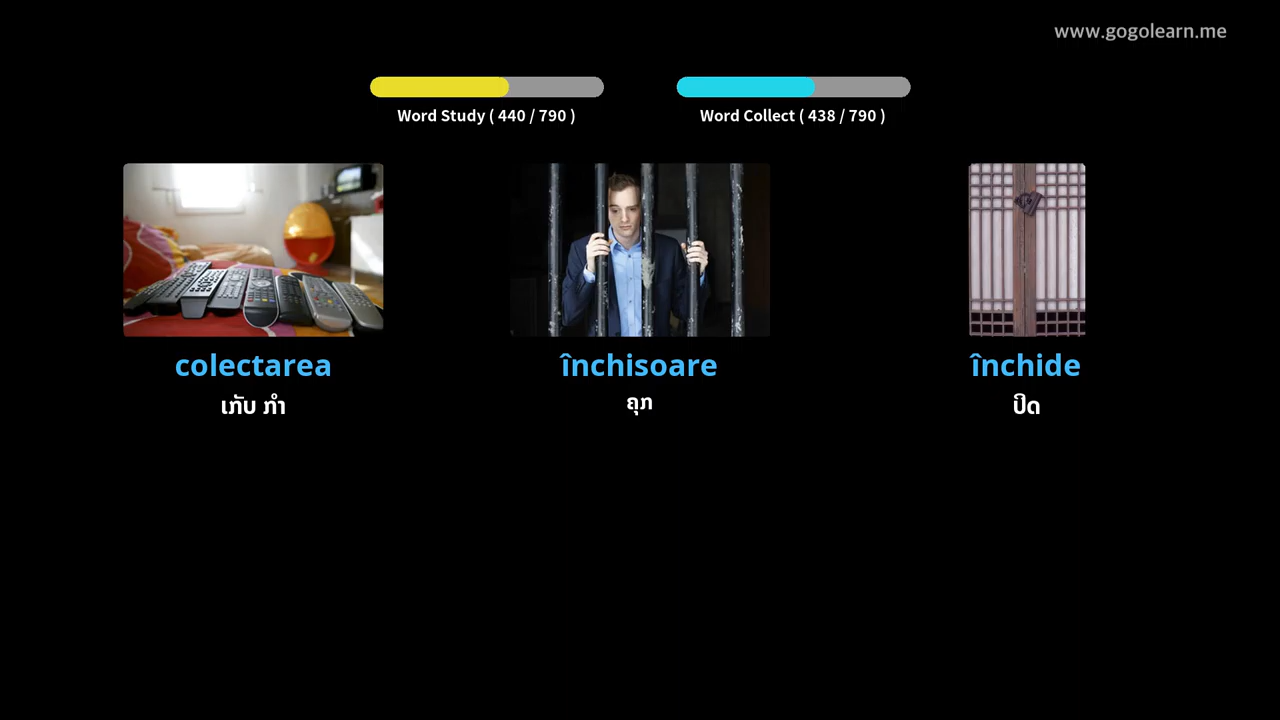 www.gogolearn.me
Word Study ( 440 / 790 )
Word Collect ( 438 / 790 )
colectarea
ເກັບ ກຳ
închisoare
ຄຸກ
închide
ປິດ